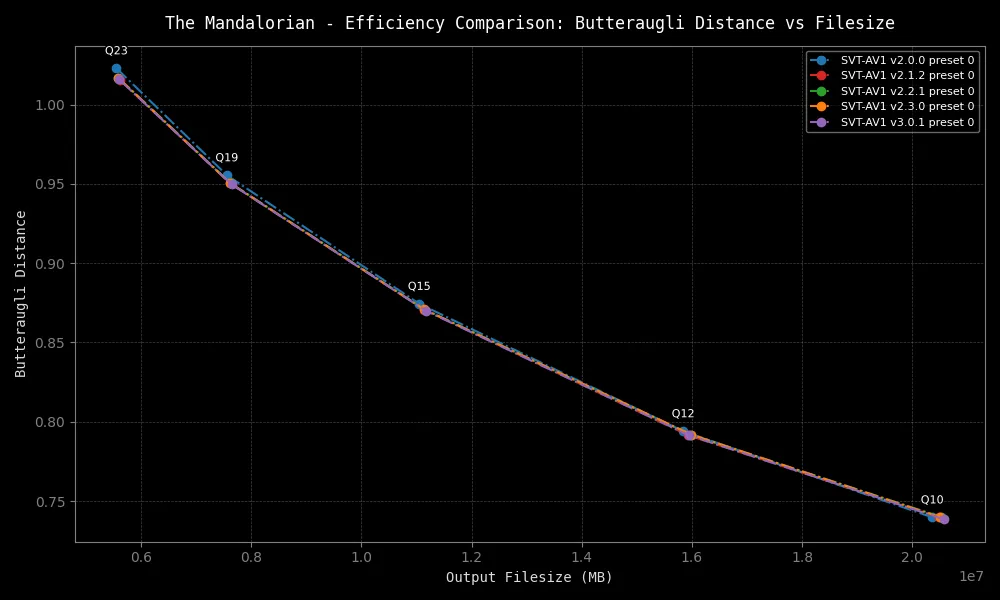 The Mandalorian - Efficiency Comparison: Butteraugli Distance vs Filesize
SVT-AV1 v2.0.0 preset 0
SVT-AV1 v2.1.2 preset 0
SVT-AV1 v2.2.1 preset 0
SVT-AV1 v2.3.0 preset 0
SVT-AV1 v3.0.1 preset 0
Q23
Q19
Q15
Q12
Q10
Butteraugli Distance
1.00
0.95
0.90
0.85
0.80
0.75
0.6 0.8 1.0 1.2 1.4 1.6 1.8 2.0
1e7
Output Filesize (MB)